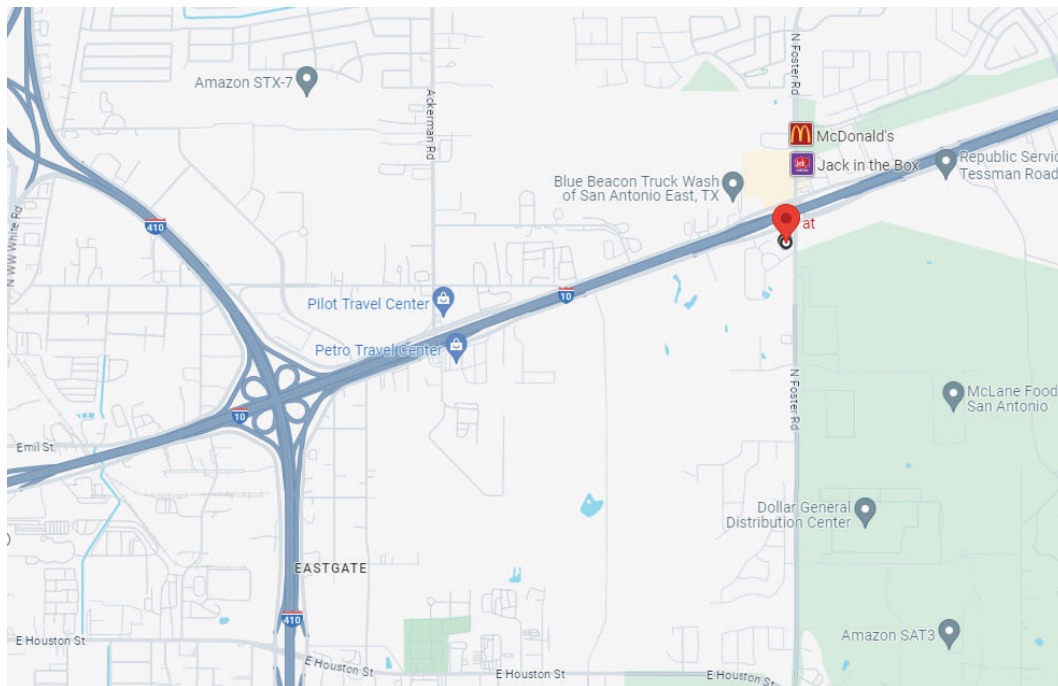 N Foster Rd
Amazon STX-7
Ackerman Rd
McDonald's
Jack in the Box
Republic Servic
Tessman Road
Blue Beacon Truck Wash
of San Antonio East, TX
N WW White Rd
at
410
10
Pilot Travel Center
Petro Travel Center
N Foster Rd
McLane Food
San Antonio
10
Emil St
Dollar General
Distribution Center
EASTGATE
410
Amazon SAT3
E Houston St
E Houston St
E Houston St